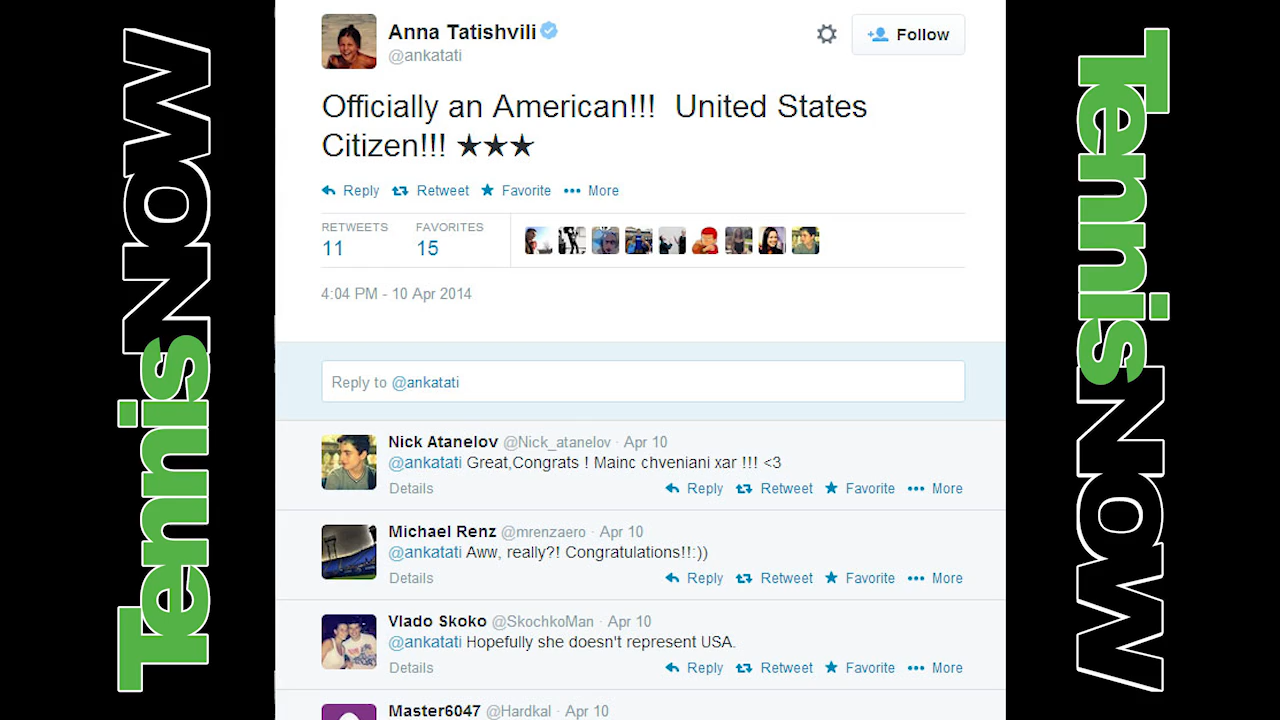 TennisNOW
Anna Tatishvili
@ankatati
Follow
Officially an American!!! United States
Citizen!!! ★★★
Reply Retweet Favorite ••• More
RETWEETS FAVORITES
11 15
4:04 PM - 10 Apr 2014
Reply to @ankatati
Nick Atanelov @Nick_atanelov · Apr 10
@ankatati Great,Congrats ! Mainc chveniani xar !!! <3
Details Reply Retweet Favorite ••• More
Michael Renz @mrenzaero · Apr 10
@ankatati Aww, really?! Congratulations!!:))
Details Reply Retweet Favorite ••• More
Vlado Skoko @SkochkoMan · Apr 10
@ankatati Hopefully she doesn't represent USA.
Details Reply Retweet Favorite ••• More
Master6047 @Hardkal · Apr 10
TennisNOW